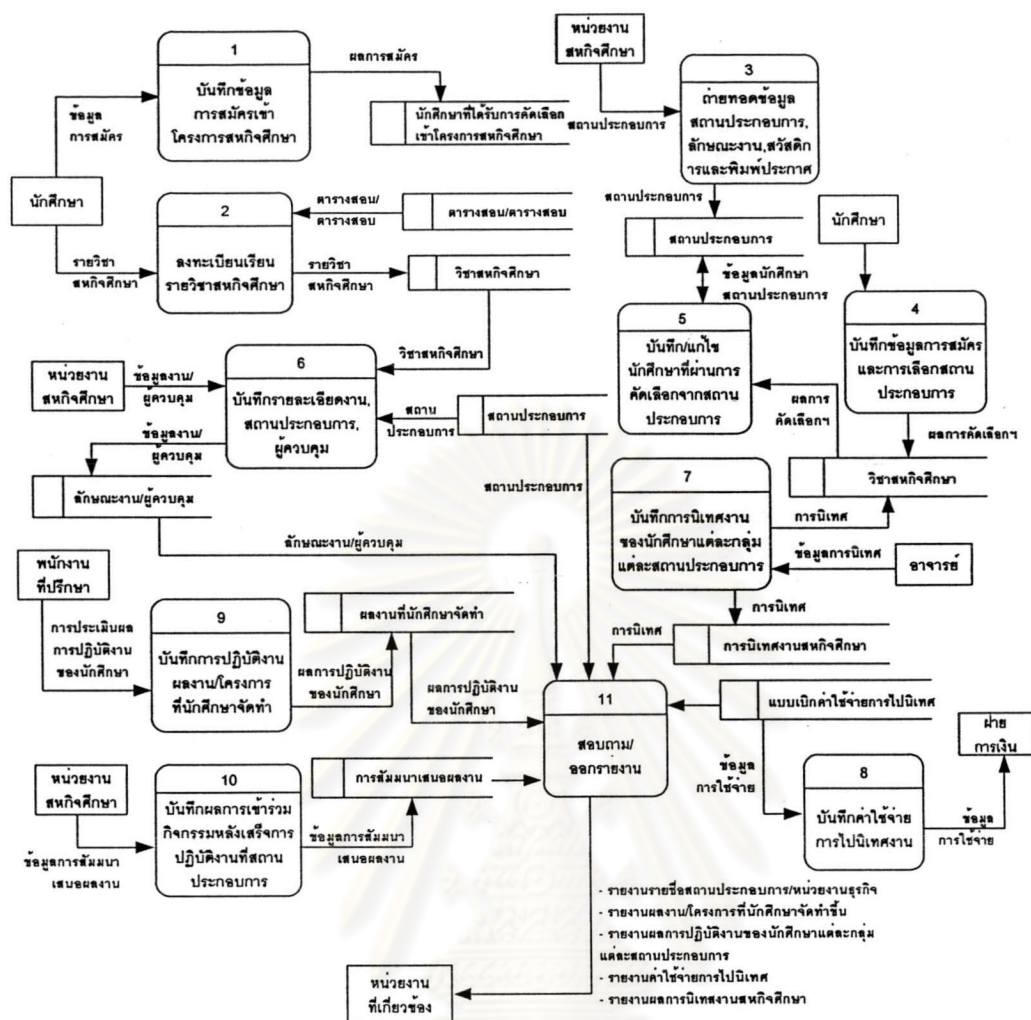 1
บันทึกข้อมูล
การสมัครเข้า
โครงการสหกิจศึกษา
ผลการสมัคร
ข้อมูล
การสมัคร
นักศึกษาที่ได้รับการคัดเลือก
เข้าโครงการสหกิจศึกษา
หน่วยงาน
สหกิจศึกษา
สถานประกอบการ
3
ถ่ายทอดข้อมูล
สถานประกอบการ,
ลักษณะงาน,สวัสดิ
การและพิมพ์ประกาศ
นักศึกษา
2
ลงทะเบียนเรียน
รายวิชาสหกิจศึกษา
ตารางสอน/
ตารางสอบ
ตารางสอน/ตารางสอบ
รายวิชา
สหกิจศึกษา
รายวิชา
สหกิจศึกษา
วิชาสหกิจศึกษา
สถานประกอบการ
สถานประกอบการ
นักศึกษา
ข้อมูลนักศึกษา
สถานประกอบการ
5
บันทึก/แก้ไข
นักศึกษาที่ผ่านการ
คัดเลือกจากสถาน
ประกอบการ
4
บันทึกข้อมูลการสมัคร
และการเลือกสถาน
ประกอบการ
วิชาสหกิจศึกษา
หน่วยงาน
สหกิจศึกษา
ข้อมูลงาน/
ผู้ควบคุม
6
บันทึกรายละเอียดงาน,
สถานประกอบการ,
ผู้ควบคุม
สถาน
ประกอบการ
สถานประกอบการ
ผลการ
คัดเลือกฯ
ผลการคัดเลือกฯ
ข้อมูลงาน/
ผู้ควบคุม
ลักษณะงาน/ผู้ควบคุม
สถานประกอบการ
7
บันทึกการนิเทศงาน
ของนักศึกษาแต่ละกลุ่ม
แต่ละสถานประกอบการ
วิชาสหกิจศึกษา
การนิเทศ
ข้อมูลการนิเทศ
อาจารย์
ลักษณะงาน/ผู้ควบคุม
พนักงาน
ที่ปรึกษา
การประเมินผล
การปฏิบัติงาน
ของนักศึกษา
9
บันทึกการปฏิบัติงาน
ผลงาน/โครงการ
ที่นักศึกษาจัดทำ
ผลงานที่นักศึกษาจัดทำ
ผลการปฏิบัติงาน
ของนักศึกษา
ผลการปฏิบัติงาน
ของนักศึกษา
การนิเทศ
การนิเทศ
การนิเทศงานสหกิจศึกษา
11
สอบถาม/
ออกรายงาน
แบบเบิกค่าใช้จ่ายการไปนิเทศ
ฝ่าย
การเงิน
ข้อมูล
การใช้จ่าย
8
บันทึกค่าใช้จ่าย
การไปนิเทศงาน
ข้อมูล
การใช้จ่าย
หน่วยงาน
สหกิจศึกษา
ข้อมูลการสัมมนา
เสนอผลงาน
10
บันทึกผลการเข้าร่วม
กิจกรรมหลังเสร็จการ
ปฏิบัติงานที่สถาน
ประกอบการ
การสัมมนาเสนอผลงาน
ข้อมูลการสัมมนา
เสนอผลงาน
- รายงานรายชื่อสถานประกอบการ/หน่วยงานธุรกิจ
- รายงานผลงาน/โครงการที่นักศึกษาจัดทำขึ้น
- รายงานผลการปฏิบัติงานของนักศึกษาแต่ละกลุ่ม
แต่ละสถานประกอบการ
- รายงานค่าใช้จ่ายการไปนิเทศ
- รายงานผลการนิเทศงานสหกิจศึกษา
หน่วยงาน
ที่เกี่ยวข้อง